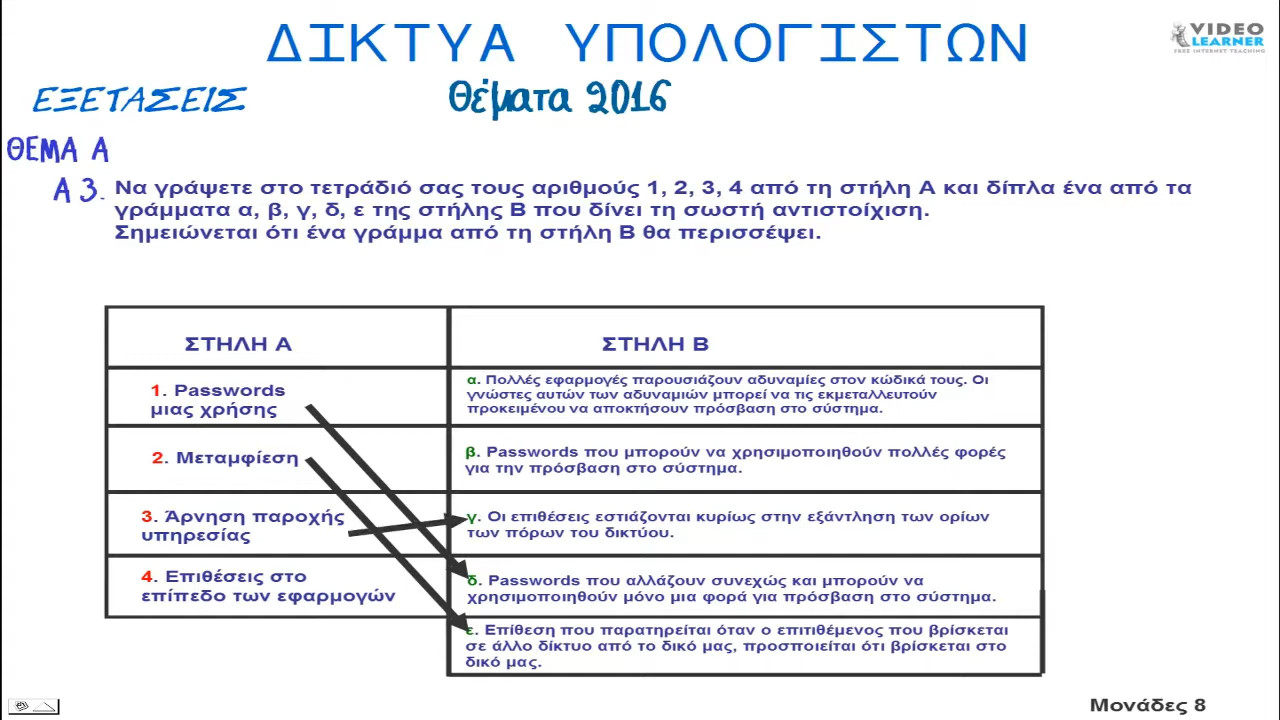 ΔΙΚΤΥΑ ΥΠΟΛΟΓΙΣΤΩΝ
VIDEO
LEARNER
FREE INTERNET TEACHING
ΕΞΕΤΑΣΕΙΣ
θέματα 2016
ΘΕΜΑ Α
Α3. Να γράψετε στο τετράδιό σας τους αριθμούς 1, 2, 3, 4 από τη στήλη Α και δίπλα ένα από τα
γράμματα α, β, γ, δ, ε της στήλης Β που δίνει τη σωστή αντιστοίχιση.
Σημειώνεται ότι ένα γράμμα από τη στήλη Β θα περισσέψει.
ΣΤΗΛΗ Α
ΣΤΗΛΗ Β
1. Passwords
μιας χρήσης
α. Πολλές εφαρμογές παρουσιάζουν αδυναμίες στον κώδικά τους. Οι
γνώστες αυτών των αδυναμιών μπορεί να τις εκμεταλλευτούν
προκειμένου να αποκτήσουν πρόσβαση στο σύστημα.
2. Μεταμφίεση
β. Passwords που μπορούν να χρησιμοποιηθούν πολλές φορές
για την πρόσβαση στο σύστημα.
3. Άρνηση παροχής
υπηρεσίας
γ. Οι επιθέσεις εστιάζονται κυρίως στην εξάντληση των ορίων
των πόρων του δικτύου.
4. Επιθέσεις στο
επίπεδο των εφαρμογών
δ. Passwords που αλλάζουν συνεχώς και μπορούν να
χρησιμοποιηθούν μόνο μια φορά για πρόσβαση στο σύστημα.
ε. Επίθεση που παρατηρείται όταν ο επιτιθέμενος που βρίσκεται
σε άλλο δίκτυο από το δικό μας, προσποιείται ότι βρίσκεται στο
δικό μας.
Μονάδες 8